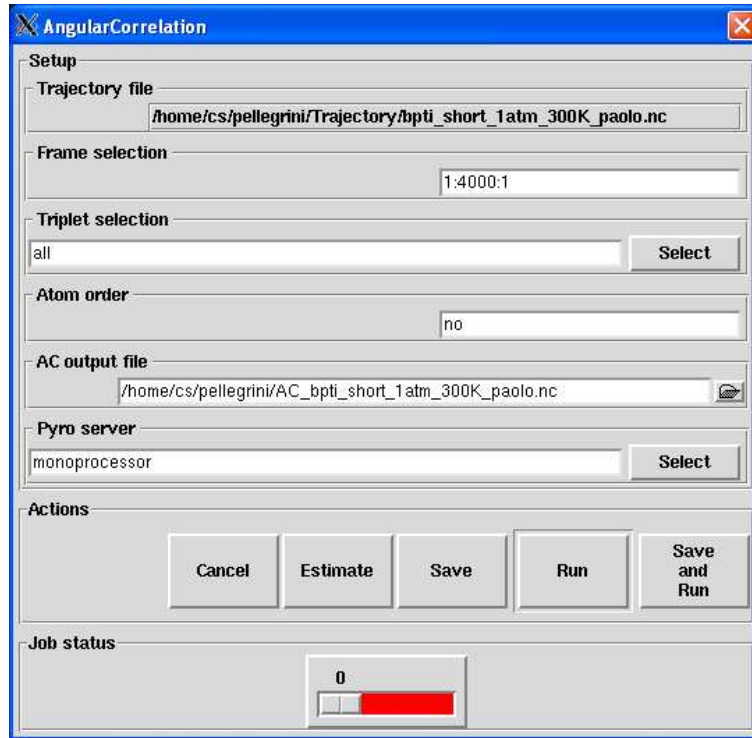 AngularCorrelation
Setup
Trajectory file
/home/cs/pellegrini/Trajectory/bpti_short_1atm_300K_paolo.nc
Frame selection
1:4000:1
Triplet selection
all
Select
Atom order
no
AC output file
/home/cs/pellegrini/AC_bpti_short_1atm_300K_paolo.nc
Pyro server
monoprocessor
Select
Actions
Cancel
Estimate
Save
Run
Save
and
Run
Job status
0